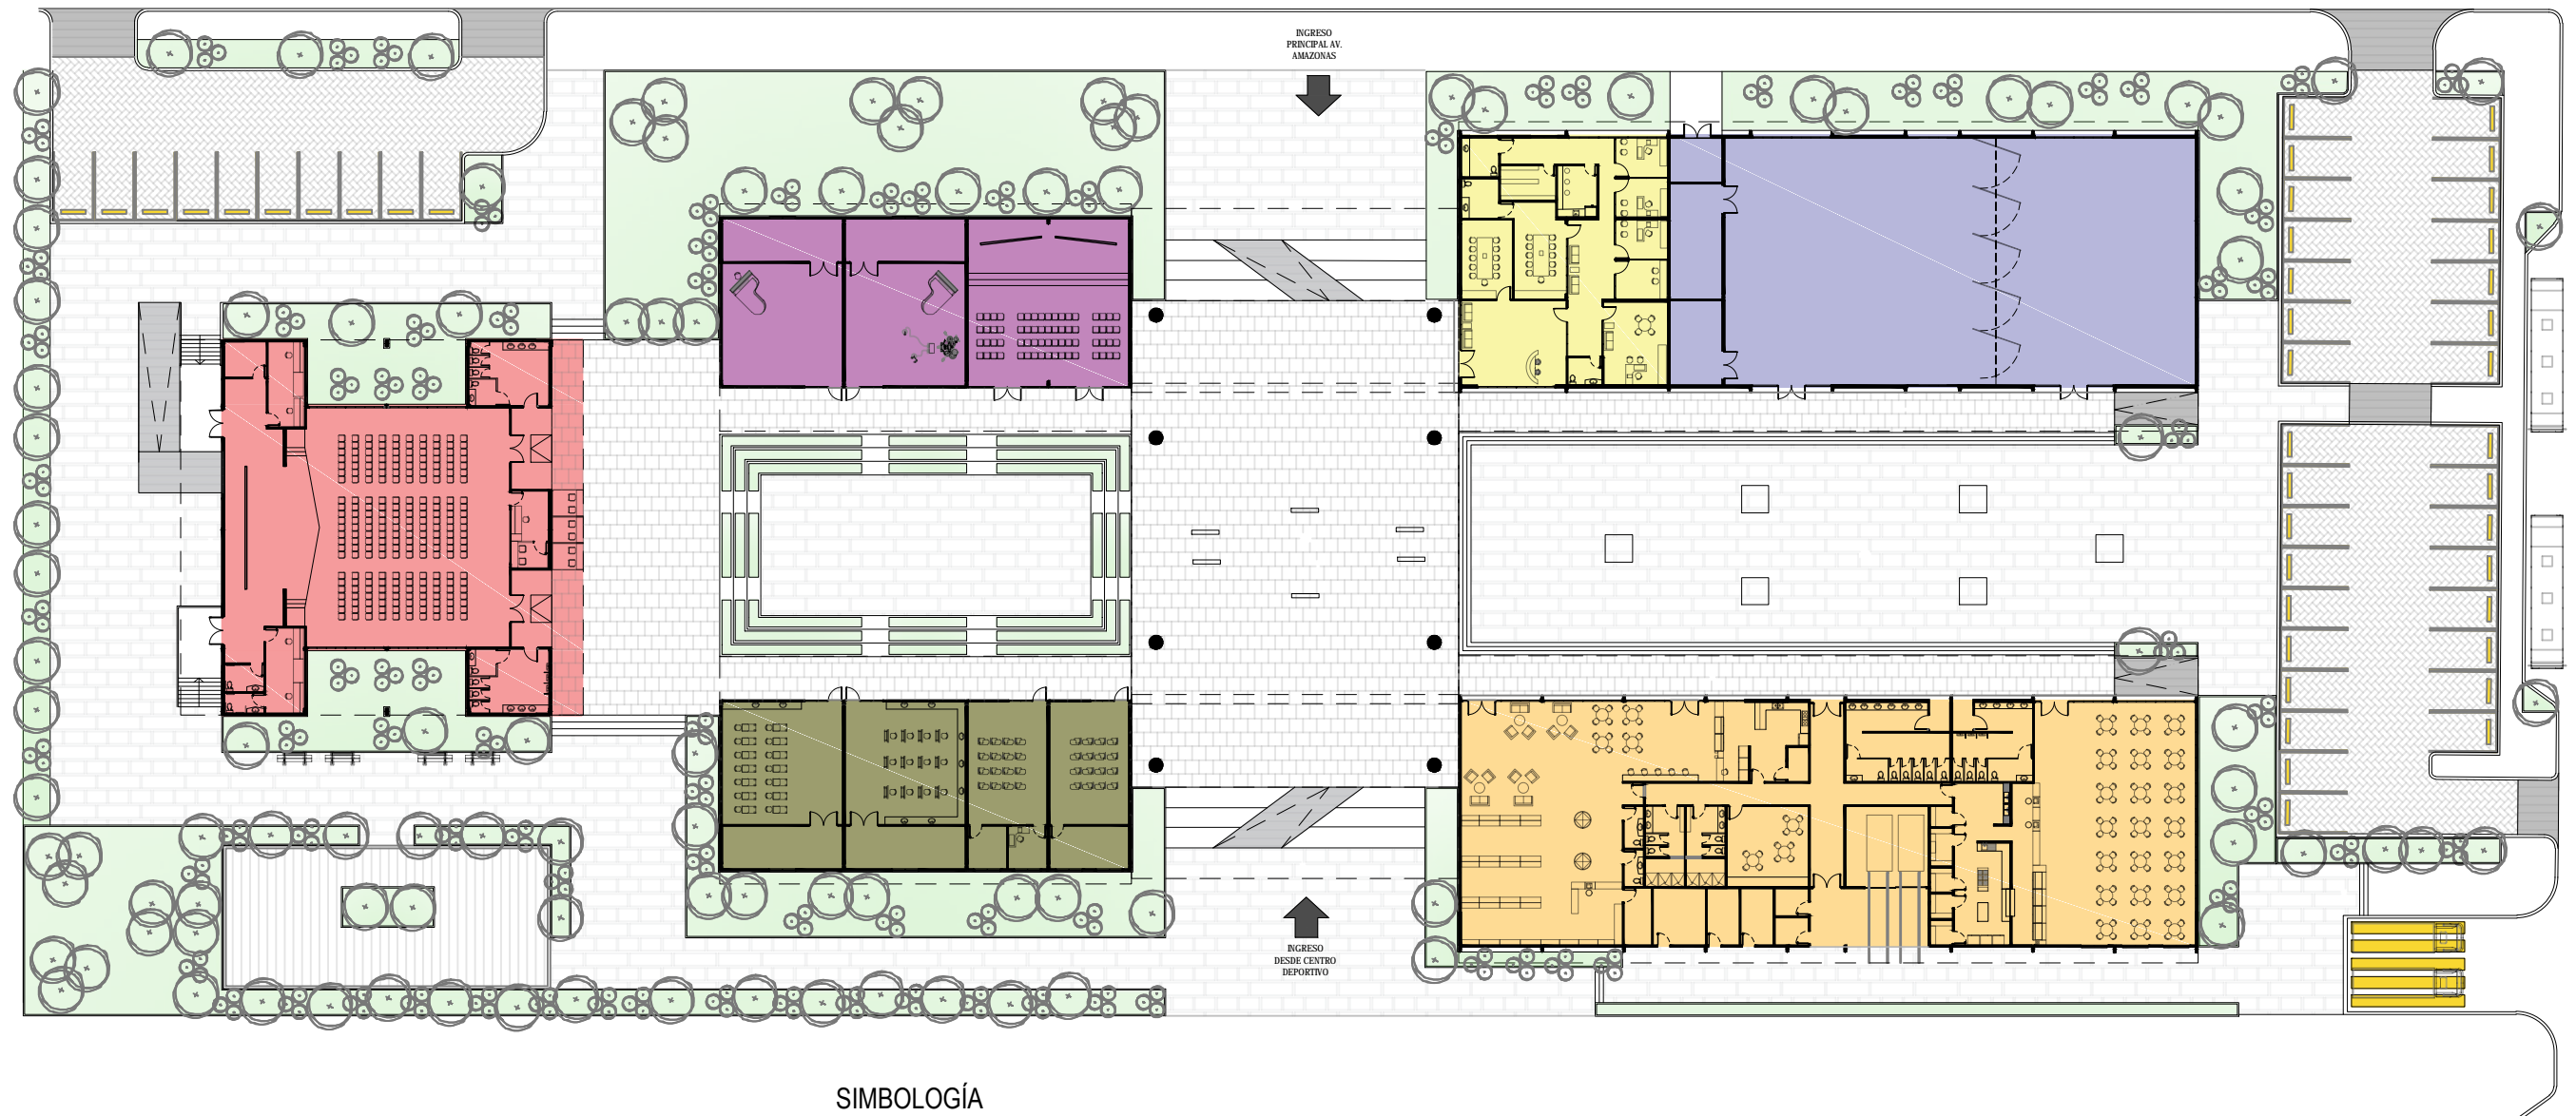 INGRESO
PRINCIPAL AV.
AMAZONAS
INGRESO
DESDE CENTRO
DEPORTIVO
SIMBOLOGÍA